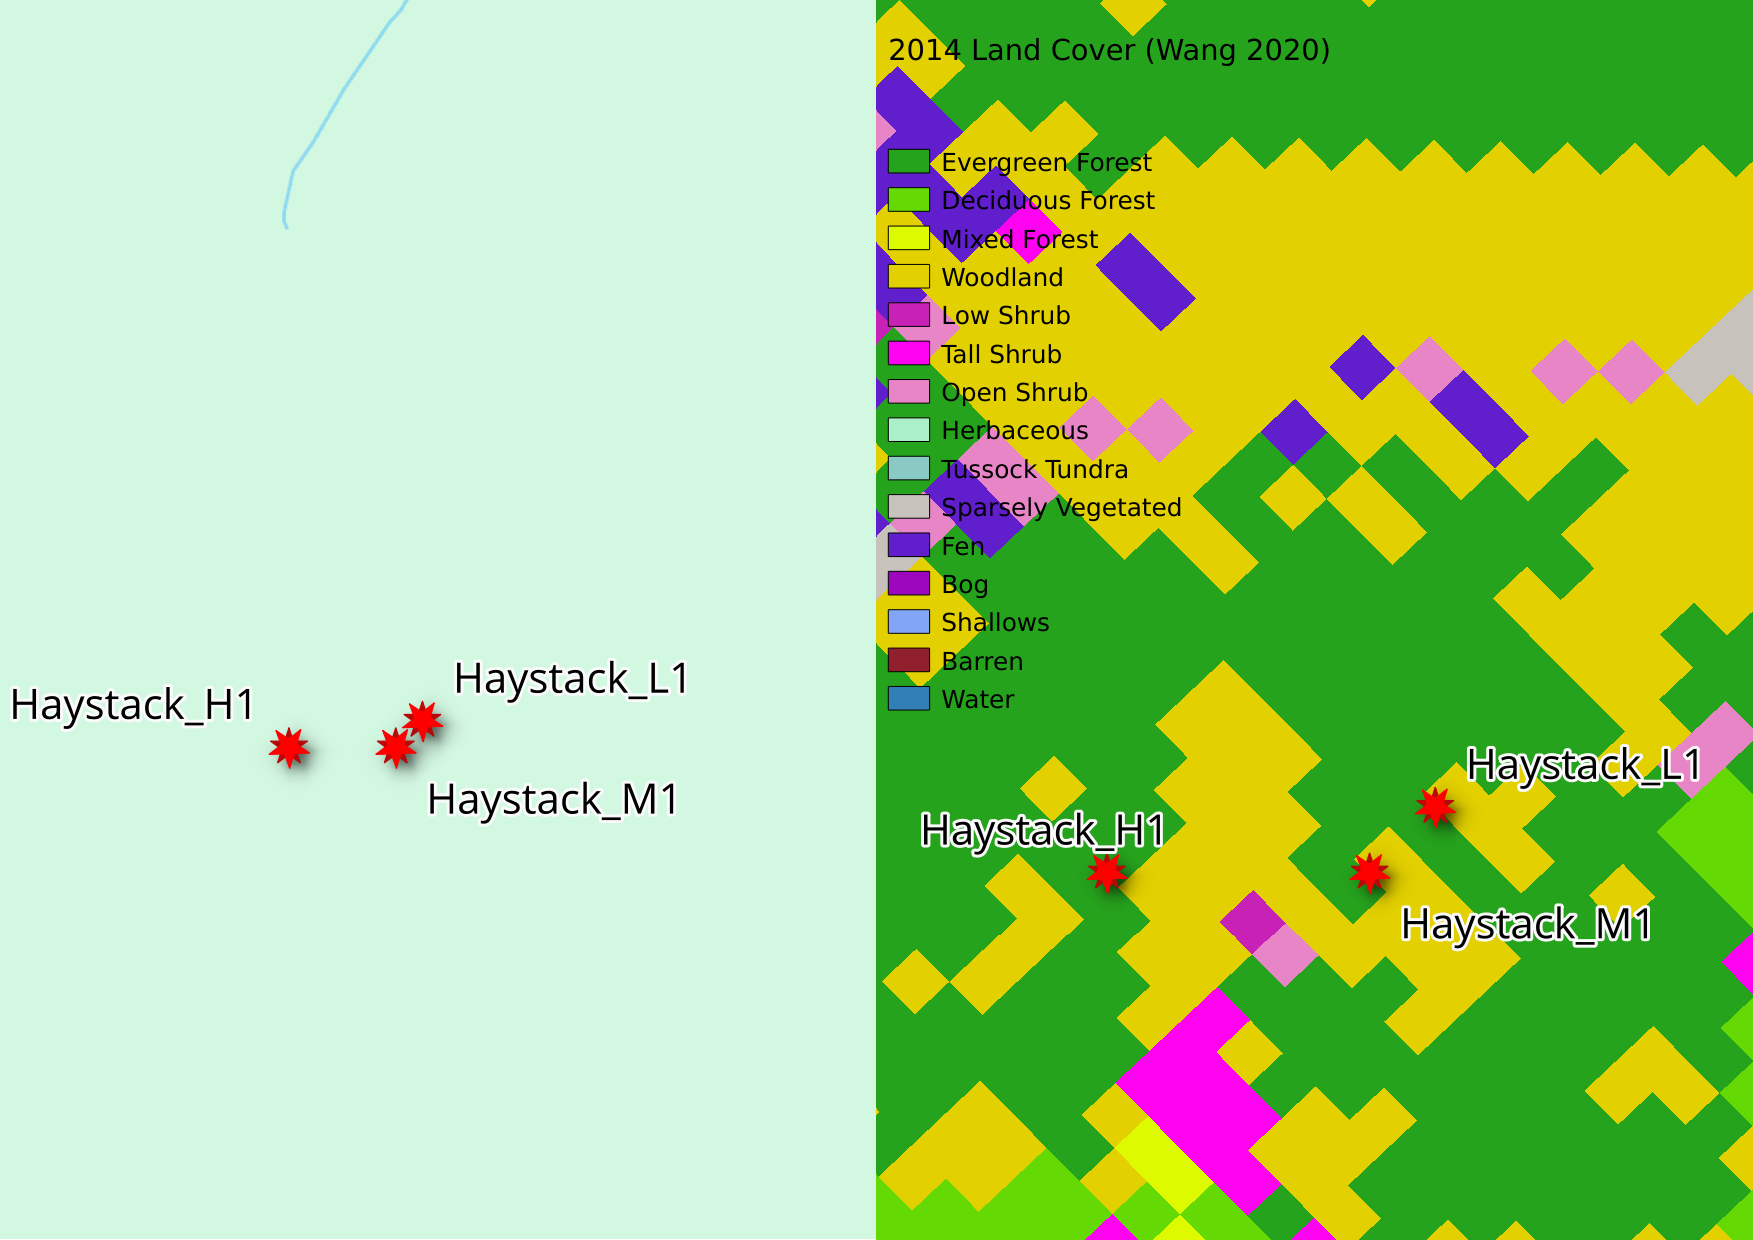 Haystack_L1
Haystack_H1
Haystack_M1
2014 Land Cover (Wang 2020)
Evergreen Forest
Deciduous Forest
Mixed Forest
Woodland
Low Shrub
Tall Shrub
Open Shrub
Herbaceous
Tussock Tundra
Sparsely Vegetated
Fen
Bog
Shallows
Barren
Water
Haystack_L1
Haystack_H1
Haystack_M1